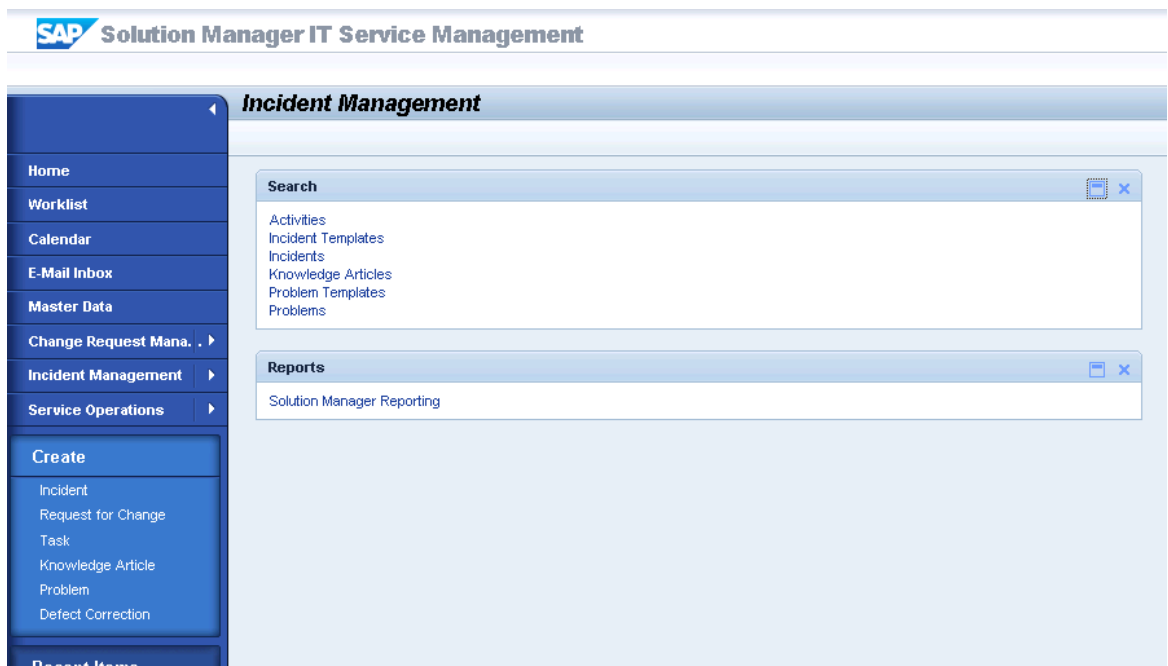 SAP Solution Manager IT Service Management
Incident Management
Home
Worklist
Calendar
E-Mail Inbox
Master Data
Change Request Mana. .
Incident Management
Service Operations
Create
Incident
Request for Change
Task
Knowledge Article
Problem
Defect Correction
Recent Items
Search
Activities
Incident Templates
Incidents
Knowledge Articles
Problem Templates
Problems
Reports
Solution Manager Reporting